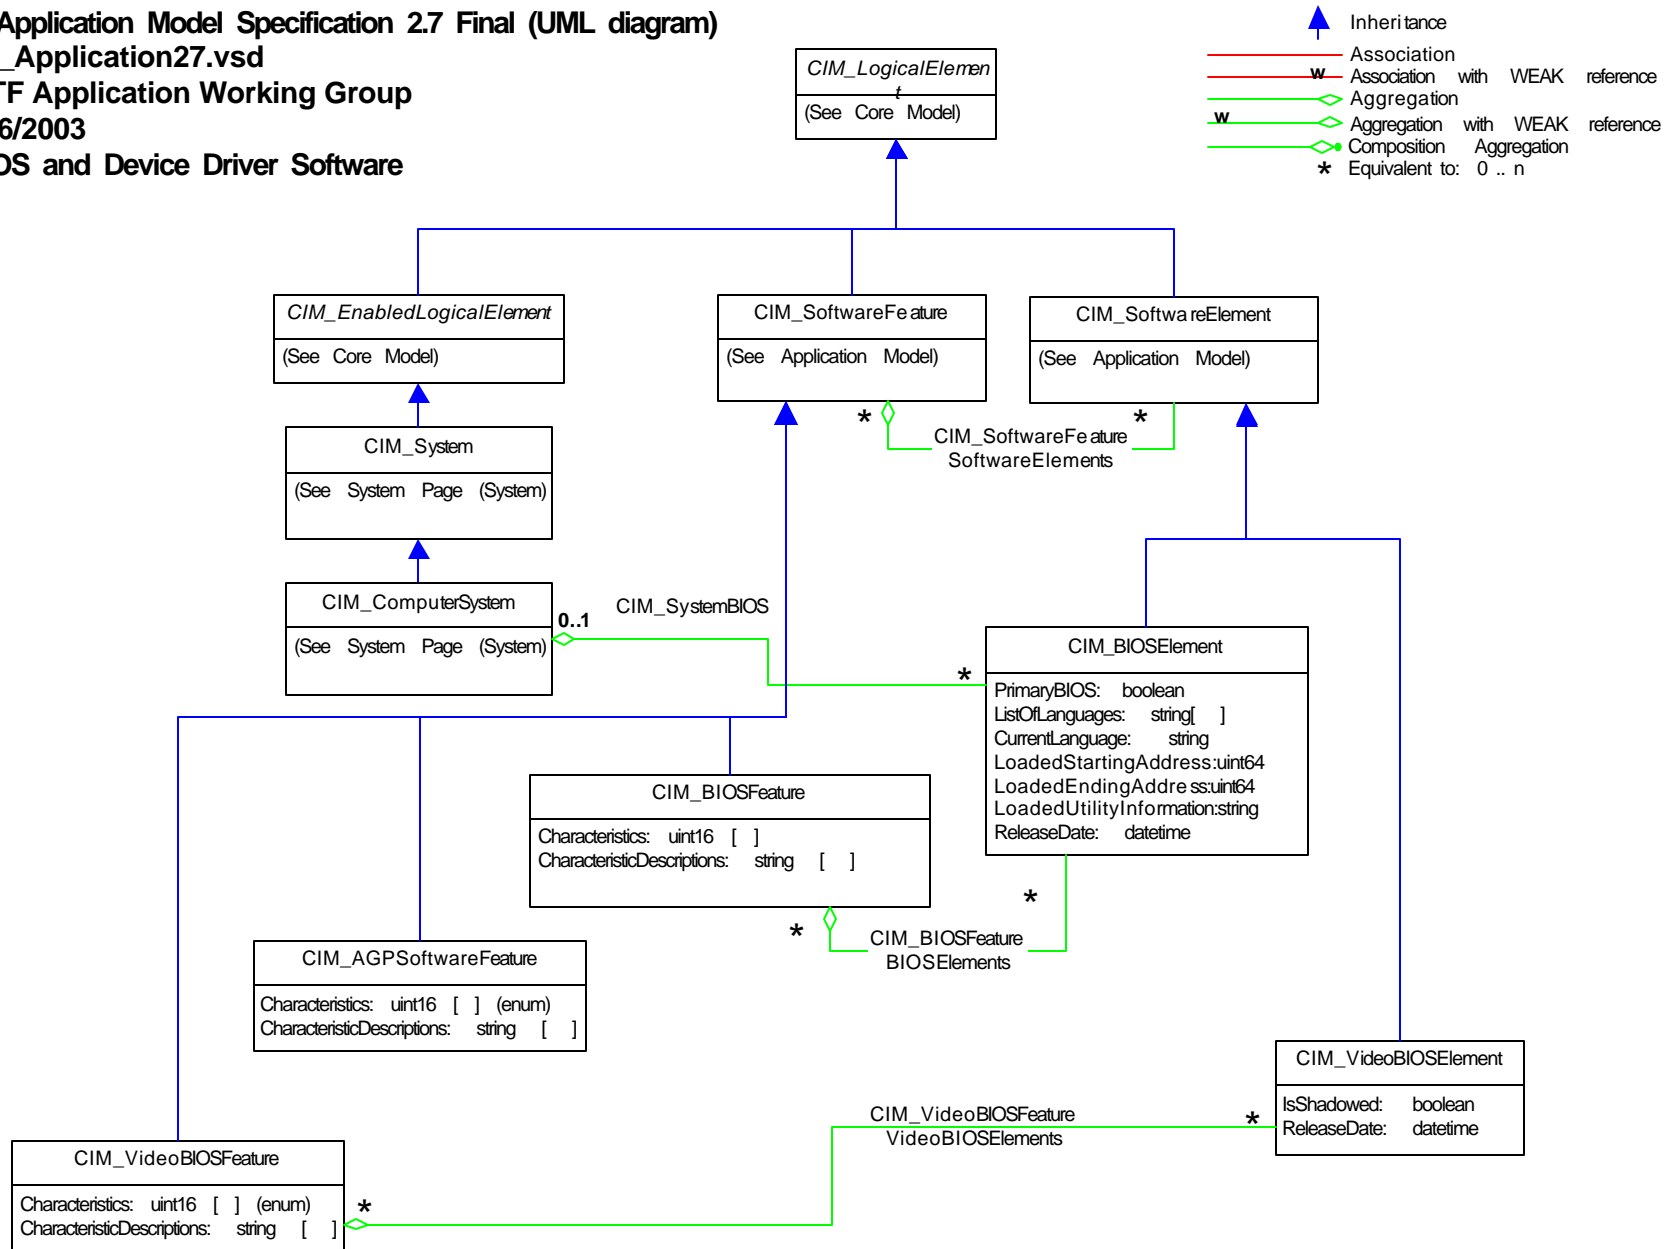 Application Model Specification 2.7 Final (UML diagram)
_Application27.vsd
TF Application Working Group
6/2003
OS and Device Driver Software
Inheritance
Association
w Association with WEAK reference
Aggregation
w Aggregation with WEAK reference
Composition Aggregation
* Equivalent to: 0 .. n
CIM_LogicalElemen
t
(See Core Model)
CIM_EnabledLogicalElement
(See Core Model)
CIM_SoftwareFeature
(See Application Model)
CIM_SoftwareElement
(See Application Model)
*
*
CIM_SoftwareFeature
SoftwareElements
CIM_System
(See System Page (System)
CIM_ComputerSystem
(See System Page (System)
0..1
CIM_SystemBIOS
*
CIM_BIOSElement
PrimaryBIOS: boolean
ListOfLanguages: string[ ]
CurrentLanguage: string
LoadedStartingAddress:uint64
LoadedEndingAddress:uint64
LoadedUtilityInformation:string
ReleaseDate: datetime
CIM_BIOSFeature
Characteristics: uint16 [ ]
CharacteristicDescriptions: string [ ]
*
*
CIM_BIOSFeature
BIOSElements
CIM_AGPSoftwareFeature
Characteristics: uint16 [ ] (enum)
CharacteristicDescriptions: string [ ]
CIM_VideoBIOSElement
IsShadowed: boolean
ReleaseDate: datetime
CIM_VideoBIOSFeature
VideoBIOSElements
*
CIM_VideoBIOSFeature
Characteristics: uint16 [ ] (enum)
CharacteristicDescriptions: string [ ]
*